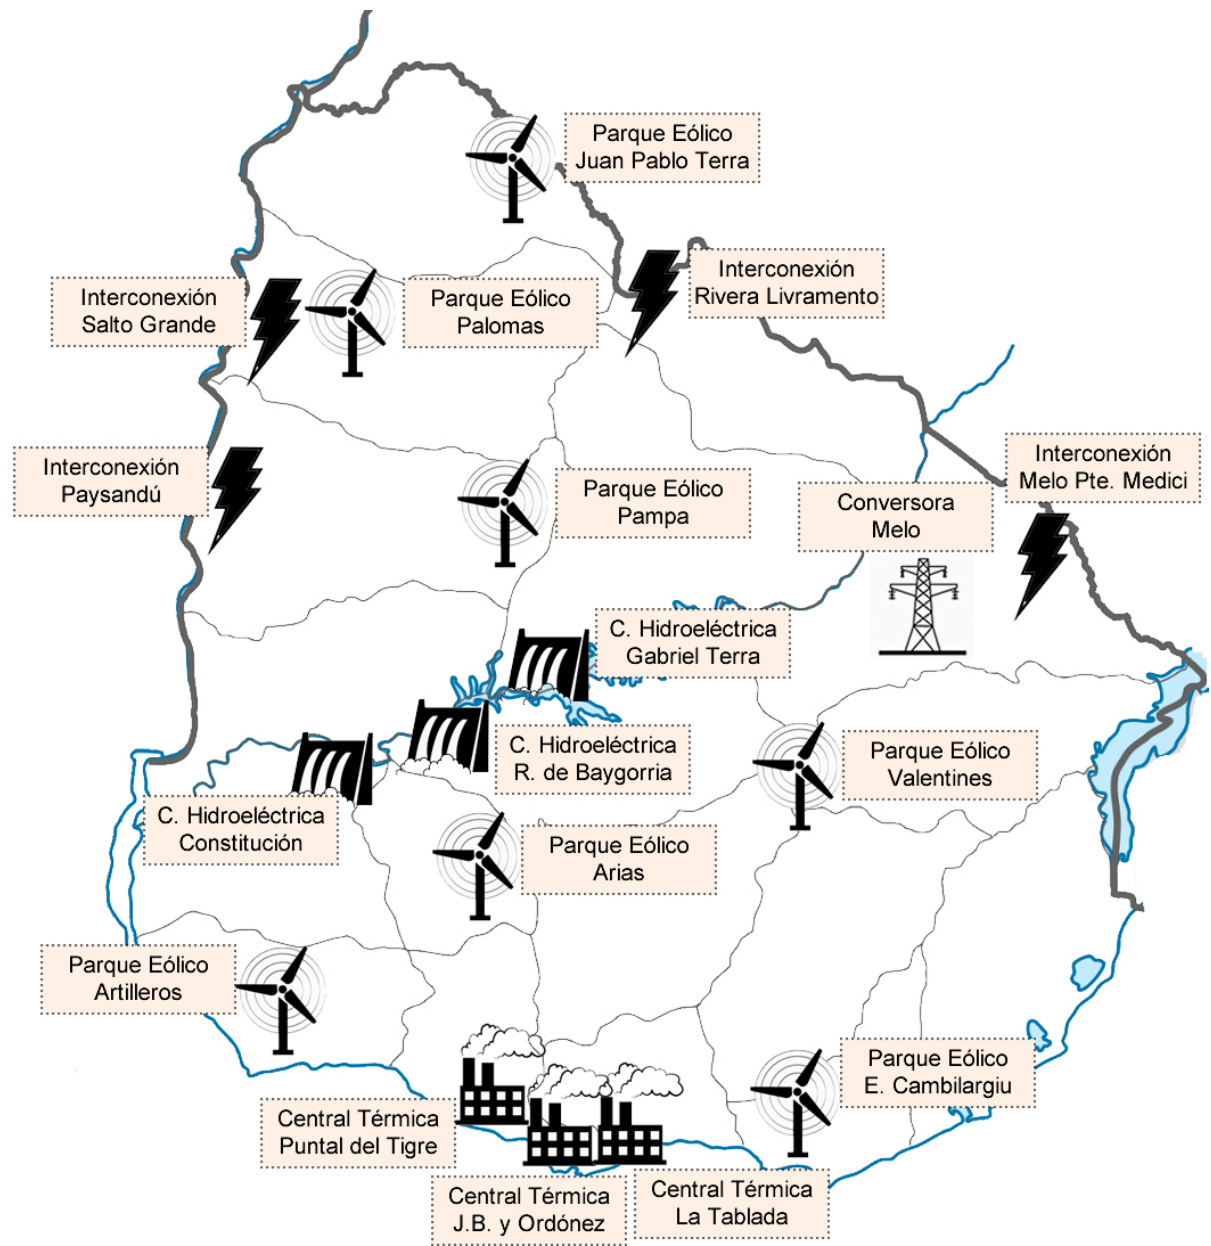 Parque Eólico
Juan Pablo Terra
Interconexión
Rivera Livramento
Interconexión
Salto Grande
Parque Eólico
Palomas
Interconexión
Paysandú
Parque Eólico
Pampa
Interconexión
Melo Pte. Medici
Conversora
Melo
C. Hidroeléctrica
Gabriel Terra
C. Hidroeléctrica
R. de Baygorria
Parque Eólico
Valentines
C. Hidroeléctrica
Constitución
Parque Eólico
Arias
Parque Eólico
Artilleros
Parque Eólico
E. Cambilargiu
Central Térmica
Puntal del Tigre
Central Térmica
J.B. y Ordónez
Central Térmica
La Tablada